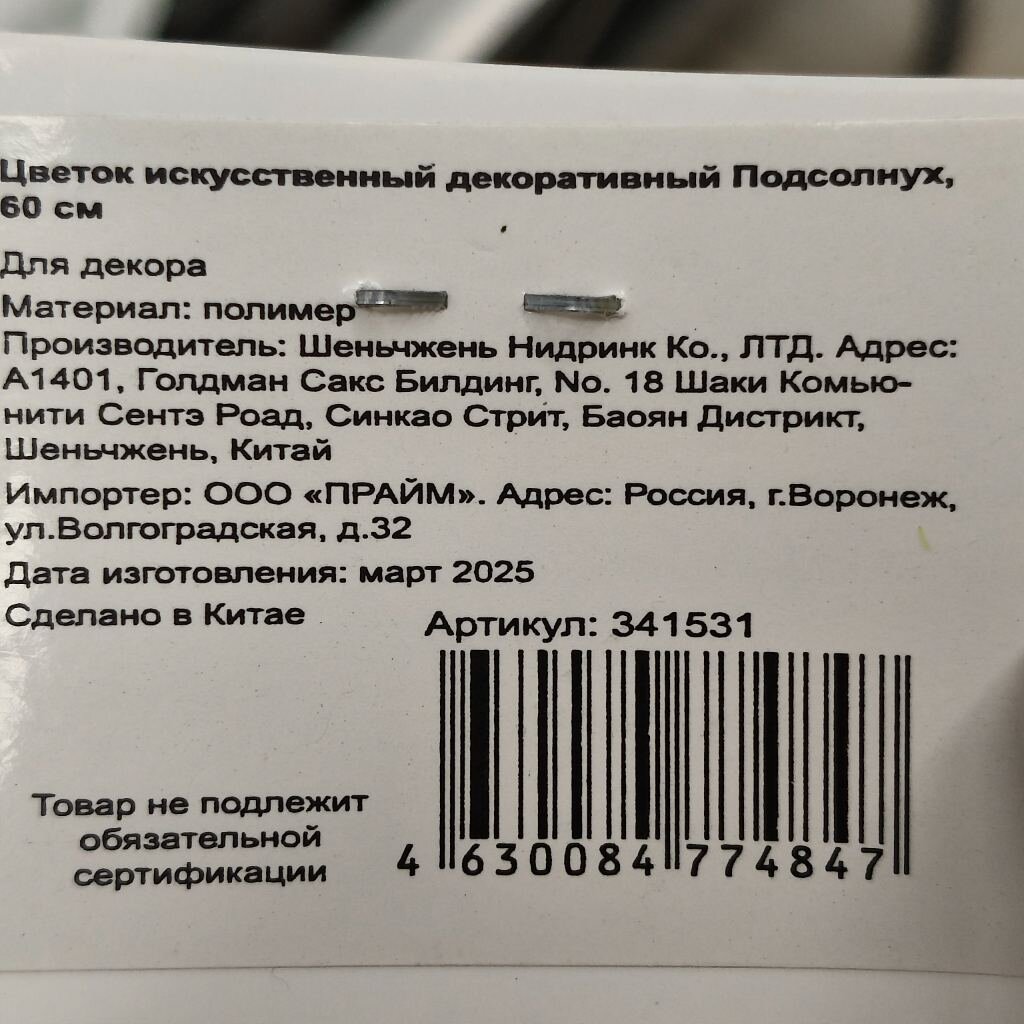 Цветок искусственный декоративный Подсолнух,
60 см
Для декора
Материал: полимер
Производитель: Шеньчжень Нидринк Ко., ЛТД. Адрес:
А1401, Голдман Сакс Билдинг, No. 18 Шаки Комью-
нити Сентэ Роад, Синкао Стрит, Баоян Дистрикт,
Шеньчжень, Китай
Импортер: ООО «ПРАЙМ». Адрес: Россия, г.Воронеж,
ул.Волгоградская, д.32
Дата изготовления: март 2025
Сделано в Китае
Артикул: 341531
Товар не подлежит
обязательной
сертификации
4 630084 774847